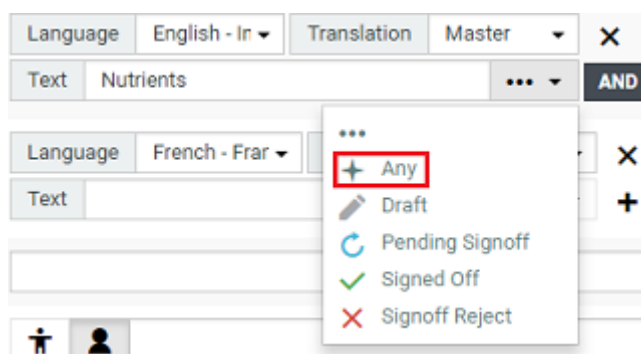 Language English - In Translation Master
Text Nutrients ••• AND
•••
Language French - Fran
Any
Text
Draft
Pending Signoff
Signed Off
Signoff Reject